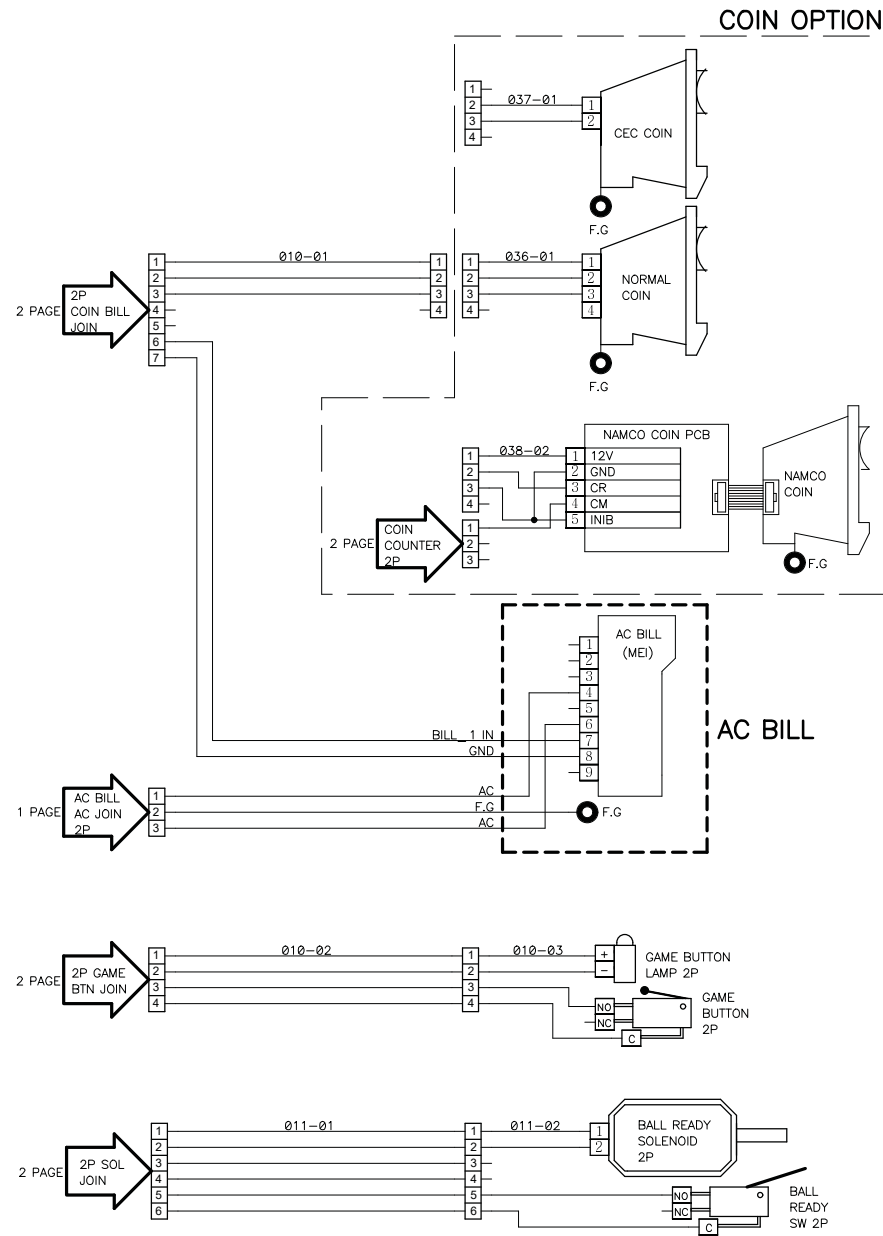 COIN OPTION
1
2
3
4
037-01
1
2
CEC COIN
F.G
2 PAGE
2P
COIN BILL
JOIN
1
2
3
4
5
6
7
010-01
1
2
3
4
1
2
3
4
036-01
1
2
3
4
NORMAL
COIN
F.G
1
2
3
4
038-02
NAMCO COIN PCB
1 12V
2 GND
3 CR
4 CM
5 INIB
NAMCO
COIN
F.G
2 PAGE
COIN
COUNTER
2P
1
2
3
AC BILL
(MEI)
1
2
3
4
5
6
7
8
9
AC BILL
BILL_1 IN
GND
1 PAGE
AC BILL
AC JOIN
2P
1
2
3
AC
F.G
AC
F.G
2 PAGE
2P GAME
BTN JOIN
1
2
3
4
010-02
1
2
3
4
010-03
+
−
GAME BUTTON
LAMP 2P
NO
NC
C
GAME
BUTTON
2P
2 PAGE
2P SOL
JOIN
1
2
3
4
5
6
011-01
1
2
3
4
5
6
011-02
1
2
BALL READY
SOLENOID
2P
NO
NC
C
BALL
READY
SW 2P